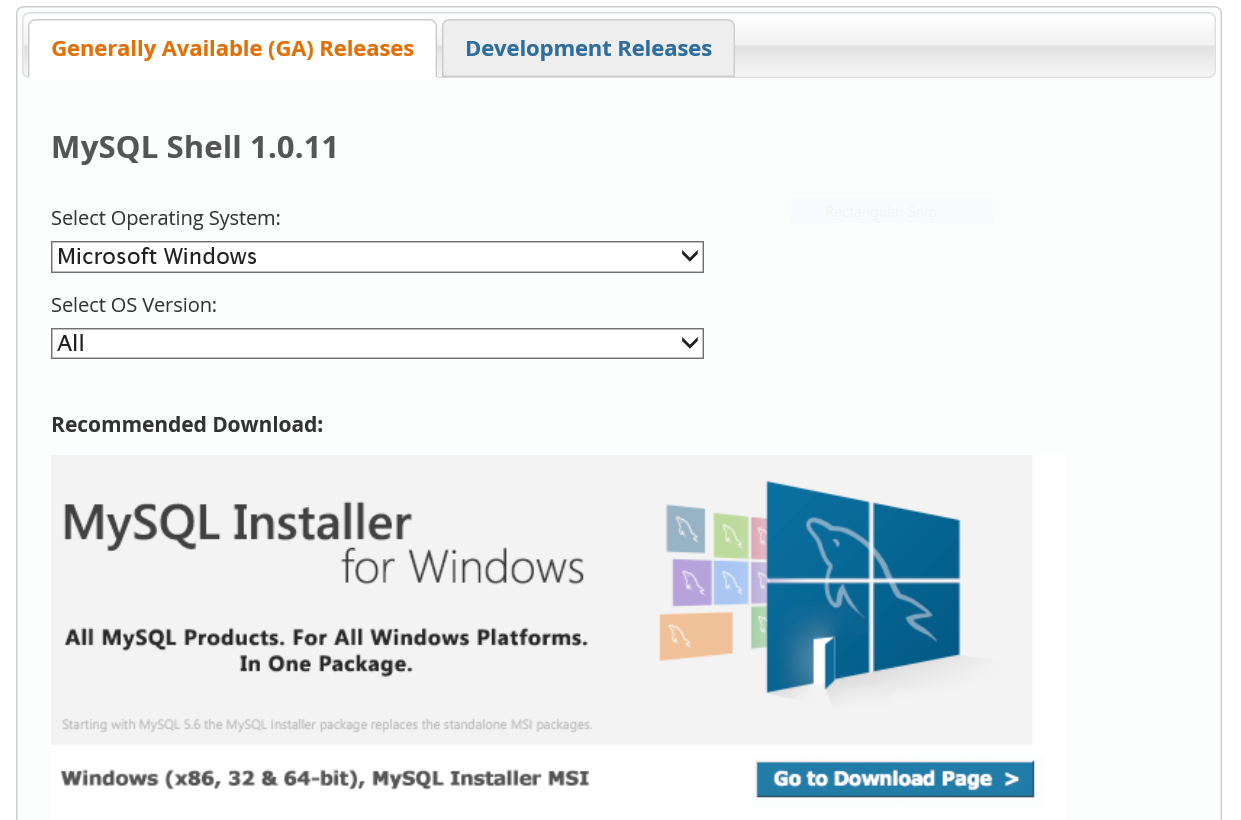 Generally Available (GA) Releases
Development Releases
MySQL Shell 1.0.11
Select Operating System:
Rectangular Snip
Microsoft Windows
Select OS Version:
All
Recommended Download:
MySQL Installer
for Windows
All MySQL Products. For All Windows Platforms.
In One Package.
Starting with MySQL 5.6 the MySQL Installer package replaces the standalone MSI packages.
Windows (x86, 32 & 64-bit), MySQL Installer MSI
Go to Download Page >